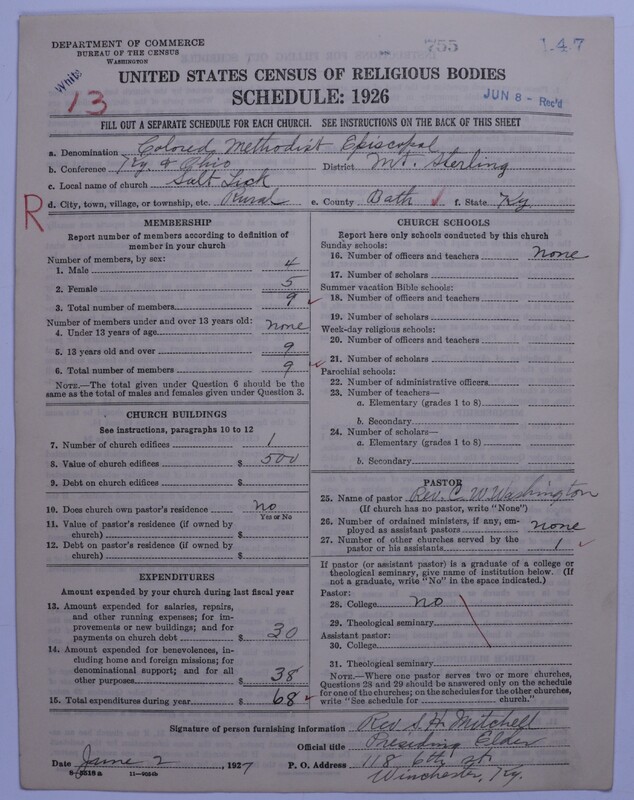 DEPARTMENT OF COMMERCE
BUREAU OF THE CENSUS
WASHINGTON
755
147
White
13
UNITED STATES CENSUS OF RELIGIOUS BODIES
SCHEDULE: 1926
JUN 8 - Rec'd
FILL OUT A SEPARATE SCHEDULE FOR EACH CHURCH. SEE INSTRUCTIONS ON THE BACK OF THIS SHEET
a. Denomination Colored Methodist Episcopal
b. Conference Ky. & Ohio District Mt. Sterling
c. Local name of church Salt Lick
R d. City, town, village, or township, etc. Rural e. County Bath ✓ f. State Ky
MEMBERSHIP
Report number of members according to definition of
member in your church
Number of members, by sex:
1. Male 4
2. Female 5
3. Total number of members 9 ✓
Number of members under and over 13 years old:
4. Under 13 years of age none
5. 13 years old and over 9
6. Total number of members 9 ✓
NOTE.—The total given under Question 6 should be the
same as the total of males and females given under Question 3.
CHURCH BUILDINGS
See instructions, paragraphs 10 to 12
7. Number of church edifices 1
8. Value of church edifices $ 500
9. Debt on church edifices $
10. Does church own pastor's residence no
Yes or No
11. Value of pastor's residence (if owned by
church) $
12. Debt on pastor's residence (if owned by
church) $
EXPENDITURES
Amount expended by your church during last fiscal year
13. Amount expended for salaries, repairs,
and other running expenses; for im-
provements or new buildings; and for
payments on church debt $ 30
14. Amount expended for benevolences, in-
cluding home and foreign missions; for
denominational support; and for all
other purposes $ 38
15. Total expenditures during year $ 68 ✓
CHURCH SCHOOLS
Report here only schools conducted by this church
Sunday schools:
16. Number of officers and teachers none
17. Number of scholars
Summer vacation Bible schools:
18. Number of officers and teachers
19. Number of scholars
Week-day religious schools:
20. Number of officers and teachers
21. Number of scholars
Parochial schools:
22. Number of administrative officers
23. Number of teachers—
a. Elementary (grades 1 to 8)
b. Secondary
24. Number of scholars—
a. Elementary (grades 1 to 8)
b. Secondary
PASTOR
25. Name of pastor Rev. C. W. Washington
(If church has no pastor, write "None")
26. Number of ordained ministers, if any, em-
ployed as assistant pastors none
27. Number of other churches served by the
pastor or his assistants 1 ✓
If pastor (or assistant pastor) is a graduate of a college or
theological seminary, give name of institution below. (If
not a graduate, write "No" in the space indicated.)
Pastor:
28. College no
29. Theological seminary
Assistant pastor:
30. College
31. Theological seminary
NOTE.—Where one pastor serves two or more churches,
Questions 28 and 29 should be answered only on the schedule
for one of the churches; on the schedules for the other churches,
write "See schedule for church."
Signature of person furnishing information Rev S. H. Mitchell
Official title Presiding Elder
Date June 2, 1927 P. O. Address 118 6th st
Winchester, Ky.